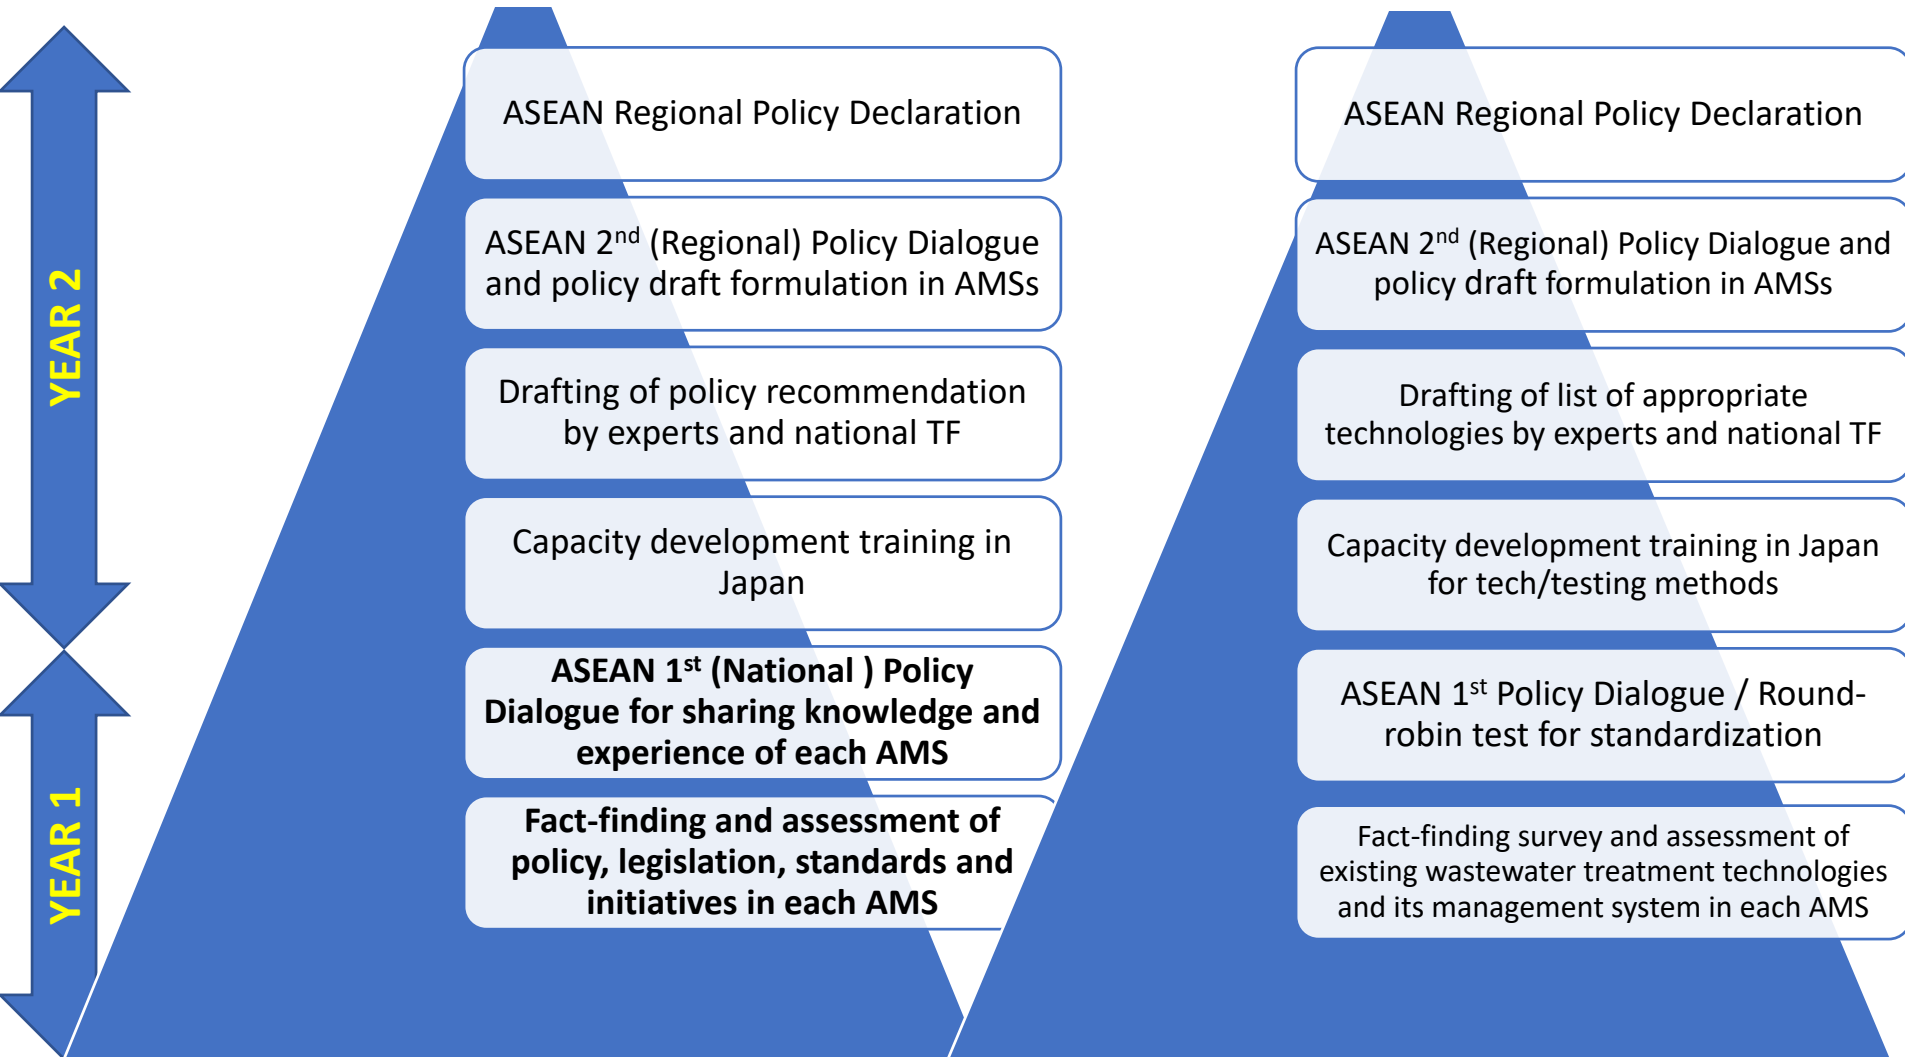 YEAR 2
YEAR 1
ASEAN Regional Policy Declaration
ASEAN 2nd (Regional) Policy Dialogue
and policy draft formulation in AMSs
Drafting of policy recommendation
by experts and national TF
Capacity development training in
Japan
ASEAN 1st (National ) Policy
Dialogue for sharing knowledge and
experience of each AMS
Fact-finding and assessment of
policy, legislation, standards and
initiatives in each AMS
ASEAN Regional Policy Declaration
ASEAN 2nd (Regional) Policy Dialogue and
policy draft formulation in AMSs
Drafting of list of appropriate
technologies by experts and national TF
Capacity development training in Japan
for tech/testing methods
ASEAN 1st Policy Dialogue / Round-
robin test for standardization
Fact-finding survey and assessment of
existing wastewater treatment technologies
and its management system in each AMS